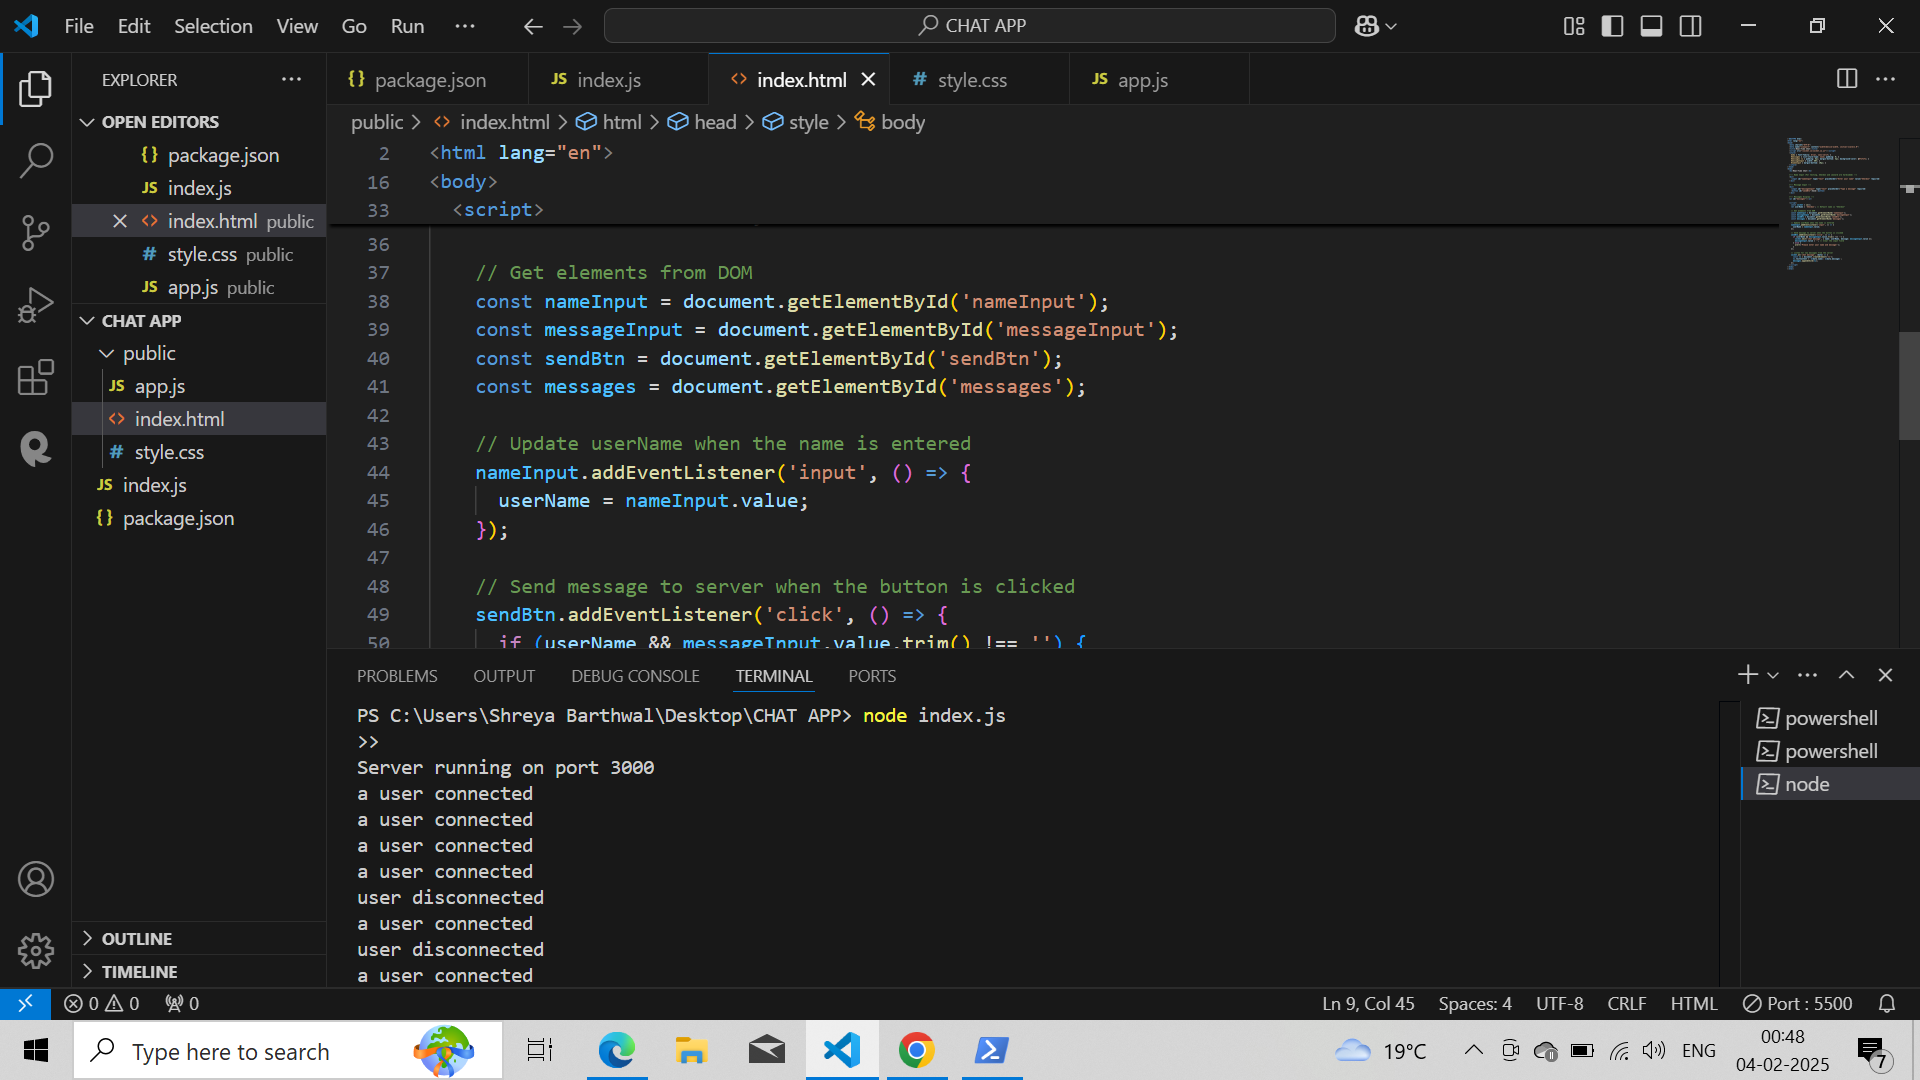 File Edit Selection View Go Run ··· CHAT APP
EXPLORER ···
OPEN EDITORS
{} package.json
JS index.js
index.html public
# style.css public
JS app.js public
CHAT APP
public
JS app.js
index.html
# style.css
JS index.js
{} package.json
OUTLINE
TIMELINE
{} package.json JS index.js <> index.html # style.css JS app.js
public > <> index.html > html > head > style > body
2 <html lang="en">
16 <body>
33 <script>
36
37 // Get elements from DOM
38 const nameInput = document.getElementById('nameInput');
39 const messageInput = document.getElementById('messageInput');
40 const sendBtn = document.getElementById('sendBtn');
41 const messages = document.getElementById('messages');
42
43 // Update userName when the name is entered
44 nameInput.addEventListener('input', () => {
45 userName = nameInput.value;
46 });
47
48 // Send message to server when the button is clicked
49 sendBtn.addEventListener('click', () => {
50 if (userName && messageInput.value.trim() !== '') {
PROBLEMS OUTPUT DEBUG CONSOLE TERMINAL PORTS
PS C:\Users\Shreya Barthwal\Desktop\CHAT APP> node index.js
>>
Server running on port 3000
a user connected
a user connected
a user connected
a user connected
user disconnected
a user connected
user disconnected
a user connected
powershell
powershell
node
0 0 0 Ln 9, Col 45 Spaces: 4 UTF-8 CRLF HTML Port : 5500
Type here to search 19°C ENG 00:48
04-02-2025 7